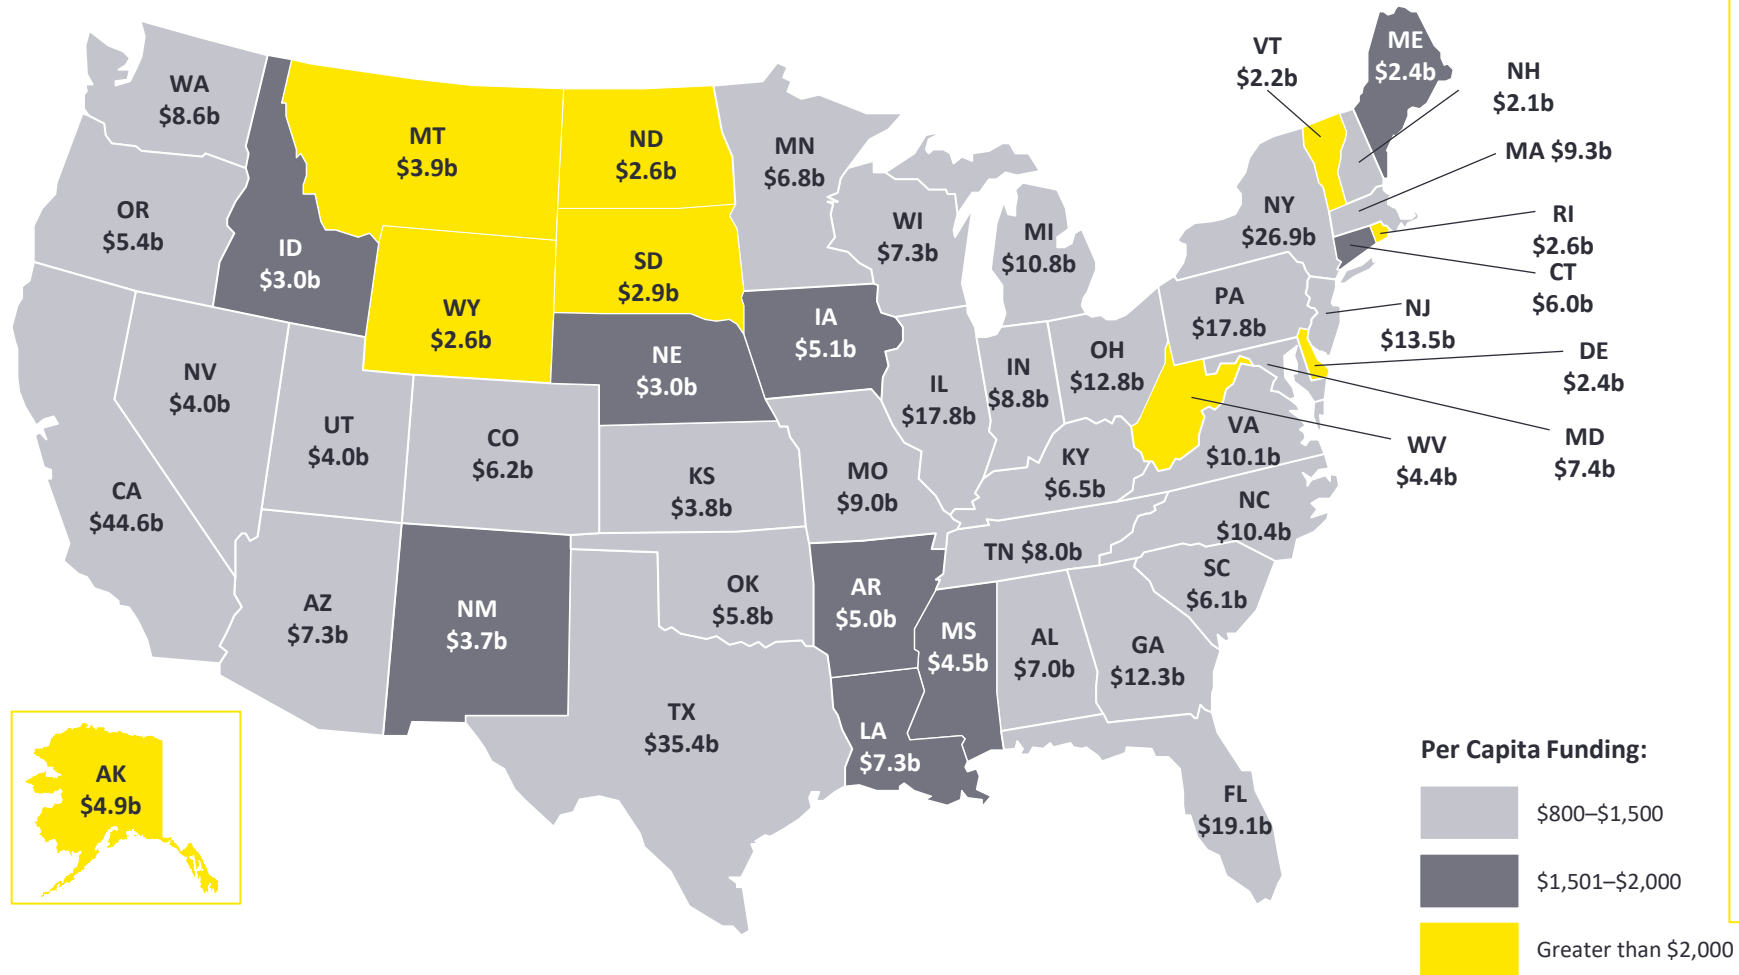 WA
$8.6b
OR
$5.4b
CA
$44.6b
ID
$3.0b
NV
$4.0b
UT
$4.0b
AZ
$7.3b
MT
$3.9b
WY
$2.6b
CO
$6.2b
NM
$3.7b
ND
$2.6b
SD
$2.9b
NE
$3.0b
KS
$3.8b
OK
$5.8b
TX
$35.4b
MN
$6.8b
IA
$5.1b
MO
$9.0b
AR
$5.0b
LA
$7.3b
WI
$7.3b
IL
$17.8b
MI
$10.8b
IN
$8.8b
OH
$12.8b
KY
$6.5b
TN $8.0b
MS
$4.5b
AL
$7.0b
GA
$12.3b
FL
$19.1b
SC
$6.1b
NC
$10.4b
VA
$10.1b
WV
$4.4b
PA
$17.8b
NY
$26.9b
VT
$2.2b
ME
$2.4b
NH
$2.1b
MA $9.3b
RI
$2.6b
CT
$6.0b
NJ
$13.5b
DE
$2.4b
MD
$7.4b
AK
$4.9b
Per Capita Funding:
$800–$1,500
$1,501–$2,000
Greater than $2,000